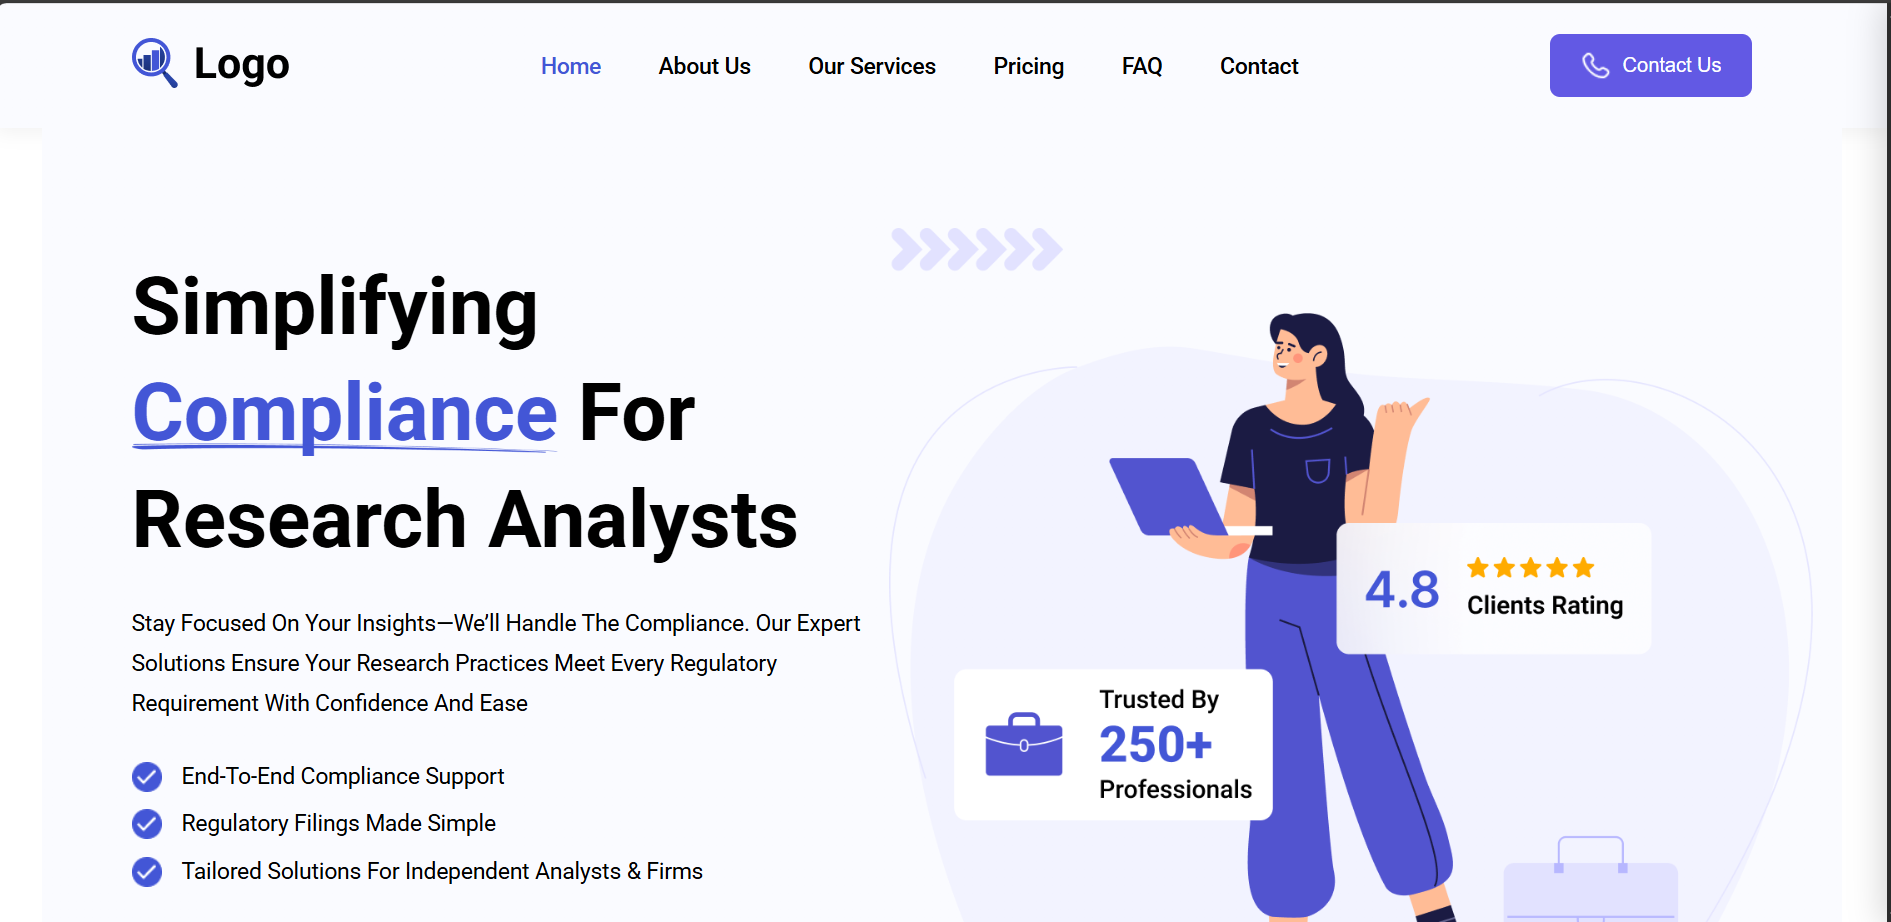 Logo
Home
About Us
Our Services
Pricing
FAQ
Contact
Contact Us
Simplifying
Compliance For
Research Analysts
Stay Focused On Your Insights—We’ll Handle The Compliance. Our Expert
Solutions Ensure Your Research Practices Meet Every Regulatory
Requirement With Confidence And Ease
End-To-End Compliance Support
Regulatory Filings Made Simple
Tailored Solutions For Independent Analysts & Firms
4.8
Clients Rating
Trusted By
250+
Professionals